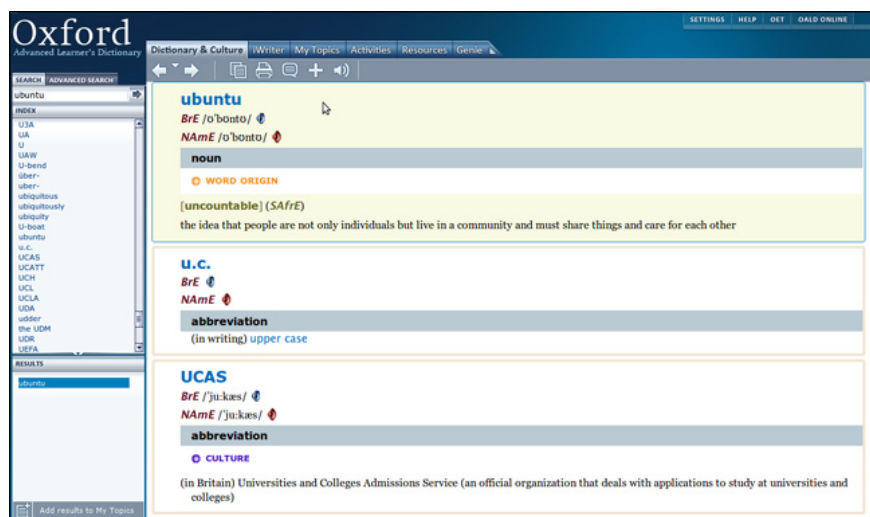 Oxford
Advanced Learner's Dictionary
SETTINGS HELP OET OALD ONLINE
Dictionary & Culture iWriter My Topics Activities Resources Genie
SEARCH ADVANCED SEARCH
ubuntu
INDEX
U3A
UA
U
UAW
U-bend
über-
uber-
ubiquitous
ubiquitously
ubiquity
U-boat
ubuntu
u.c.
UCAS
UCATT
UCH
UCL
UCLA
UDA
udder
the UDM
UDR
UEFA
RESULTS
ubuntu
Add results to My Topics
ubuntu
BrE /ʊˈbʊntʊ/
NAmE /ʊˈbʊntʊ/
noun
WORD ORIGIN
[uncountable] (SAfrE)
the idea that people are not only individuals but live in a community and must share things and care for each other
u.c.
BrE
NAmE
abbreviation
(in writing) upper case
UCAS
BrE /ˈjuːkæs/
NAmE /ˈjuːkæs/
abbreviation
CULTURE
(in Britain) Universities and Colleges Admissions Service (an official organization that deals with applications to study at universities and
colleges)